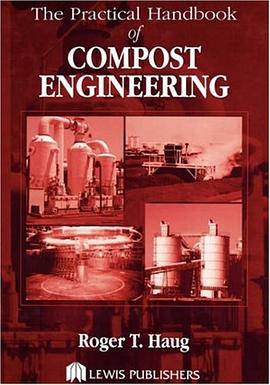 The Practical Handbook
of
COMPOST
ENGINEERING
Roger T. Haug
LEWIS PUBLISHERS